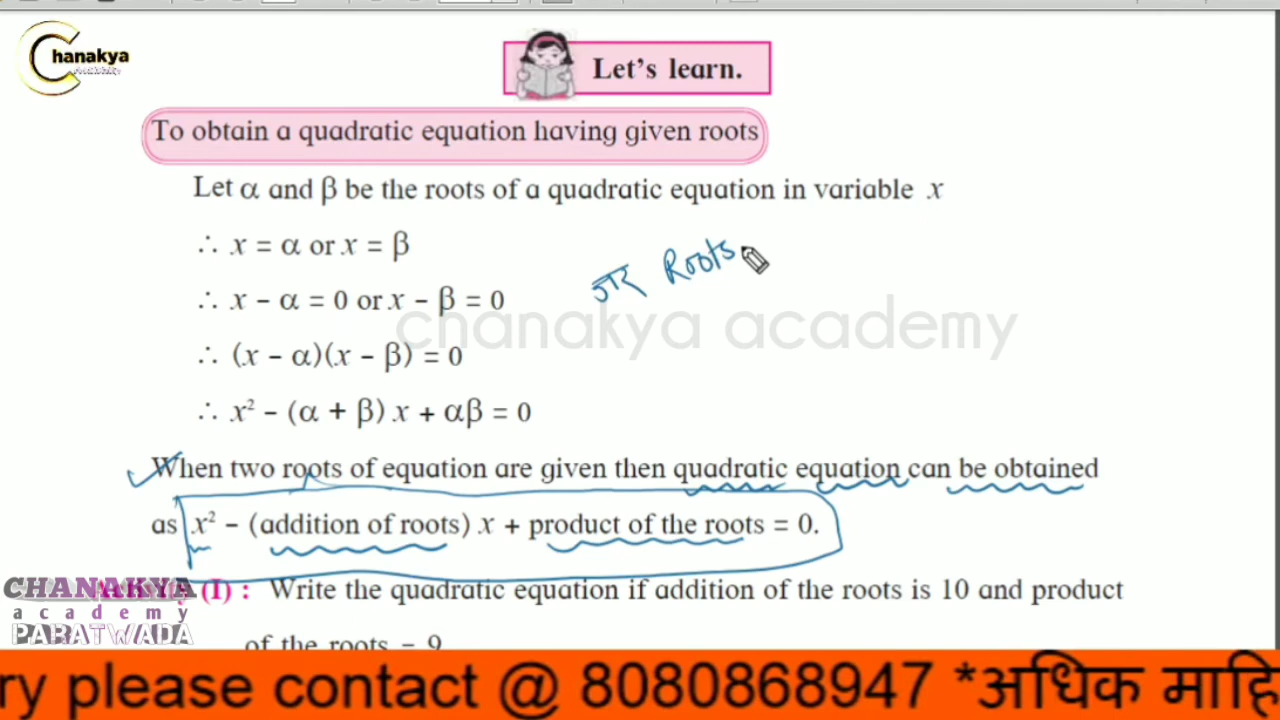 Chanakya
Let's learn.
To obtain a quadratic equation having given roots
Let α and β be the roots of a quadratic equation in variable x
∴ x = α or x = β
जर Roots
∴ x – α = 0 or x – β = 0
chanakya academy
∴ (x – α)(x – β) = 0
∴ x² – (α + β) x + αβ = 0
When two roots of equation are given then quadratic equation can be obtained
as x² – (addition of roots) x + product of the roots = 0.
CHANAKYA
academy
PARATWADA
(I) : Write the quadratic equation if addition of the roots is 10 and product
of the roots = 9
ry please contact @ 8080868947 *अधिक माहि